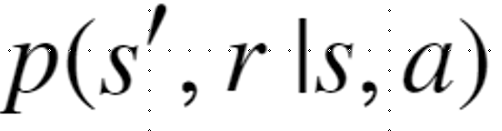 p(s′, r |s, a)